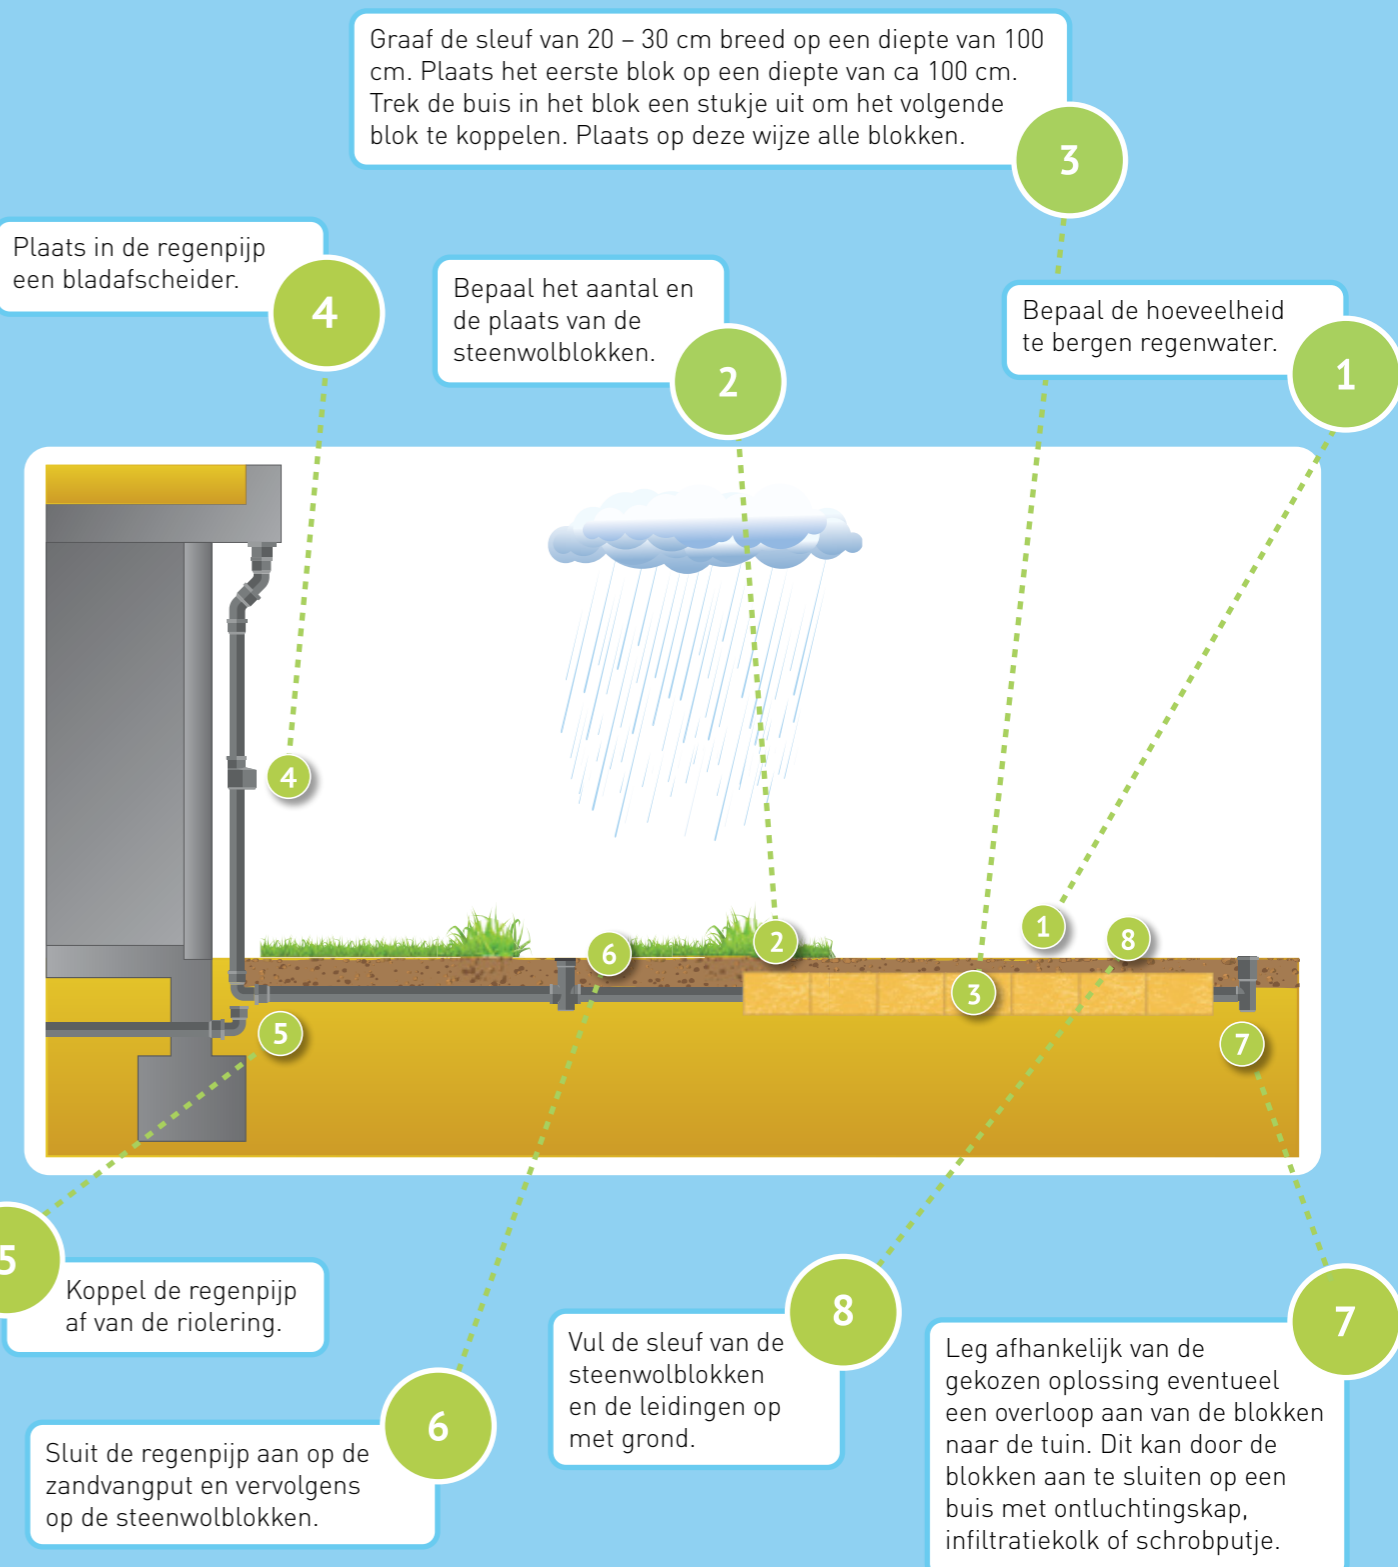 Graaf de sleuf van 20 – 30 cm breed op een diepte van 100
cm. Plaats het eerste blok op een diepte van ca 100 cm.
Trek de buis in het blok een stukje uit om het volgende
blok te koppelen. Plaats op deze wijze alle blokken.
3
Plaats in de regenpijp
een bladafscheider.
4
Bepaal het aantal en
de plaats van de
steenwolblokken.
2
Bepaal de hoeveelheid
te bergen regenwater.
1
4
6
2
1
8
3
5
7
5
Koppel de regenpijp
af van de riolering.
Sluit de regenpijp aan op de
zandvangput en vervolgens
op de steenwolblokken.
6
Vul de sleuf van de
steenwolblokken
en de leidingen op
met grond.
8
Leg afhankelijk van de
gekozen oplossing eventueel
een overloop aan van de blokken
naar de tuin. Dit kan door de
blokken aan te sluiten op een
buis met ontluchtingskap,
infiltratiekolk of schrobputje.
7